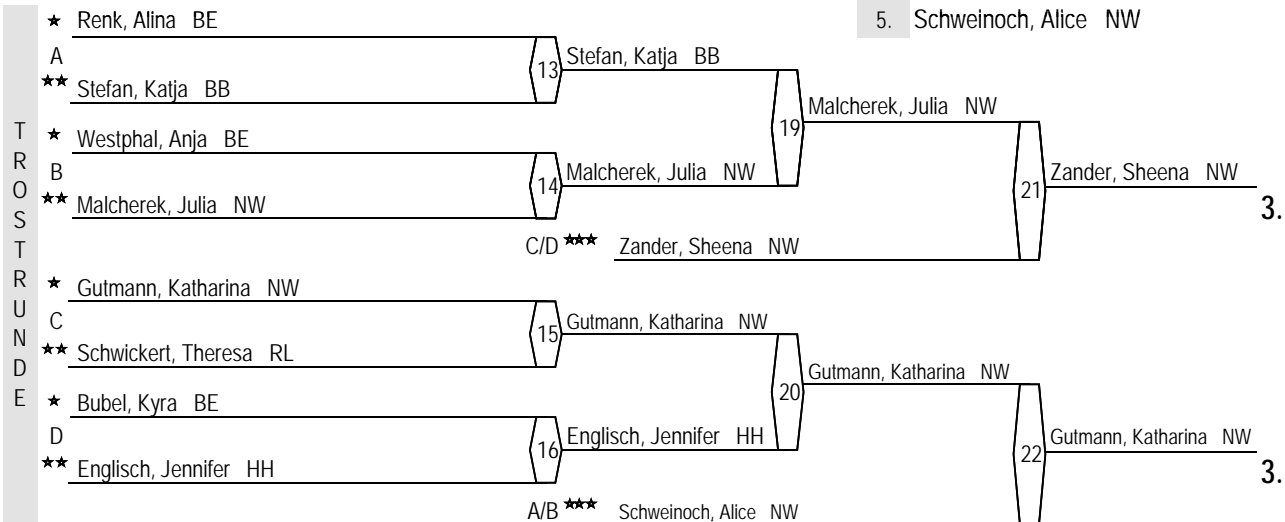 ★ Renk, Alina BE
5. Schweinoch, Alice NW
A
13 Stefan, Katja BB
★★ Stefan, Katja BB
19 Malcherek, Julia NW
★ Westphal, Anja BE
B
14 Malcherek, Julia NW
21 Zander, Sheena NW
★★ Malcherek, Julia NW
3.
C/D ★★★ Zander, Sheena NW
TROSTRUNDE
★ Gutmann, Katharina NW
C
15 Gutmann, Katharina NW
★★ Schwickert, Theresa RL
20 Gutmann, Katharina NW
★ Bubel, Kyra BE
D
16 Englisch, Jennifer HH
22 Gutmann, Katharina NW
★★ Englisch, Jennifer HH
3.
A/B ★★★ Schweinoch, Alice NW